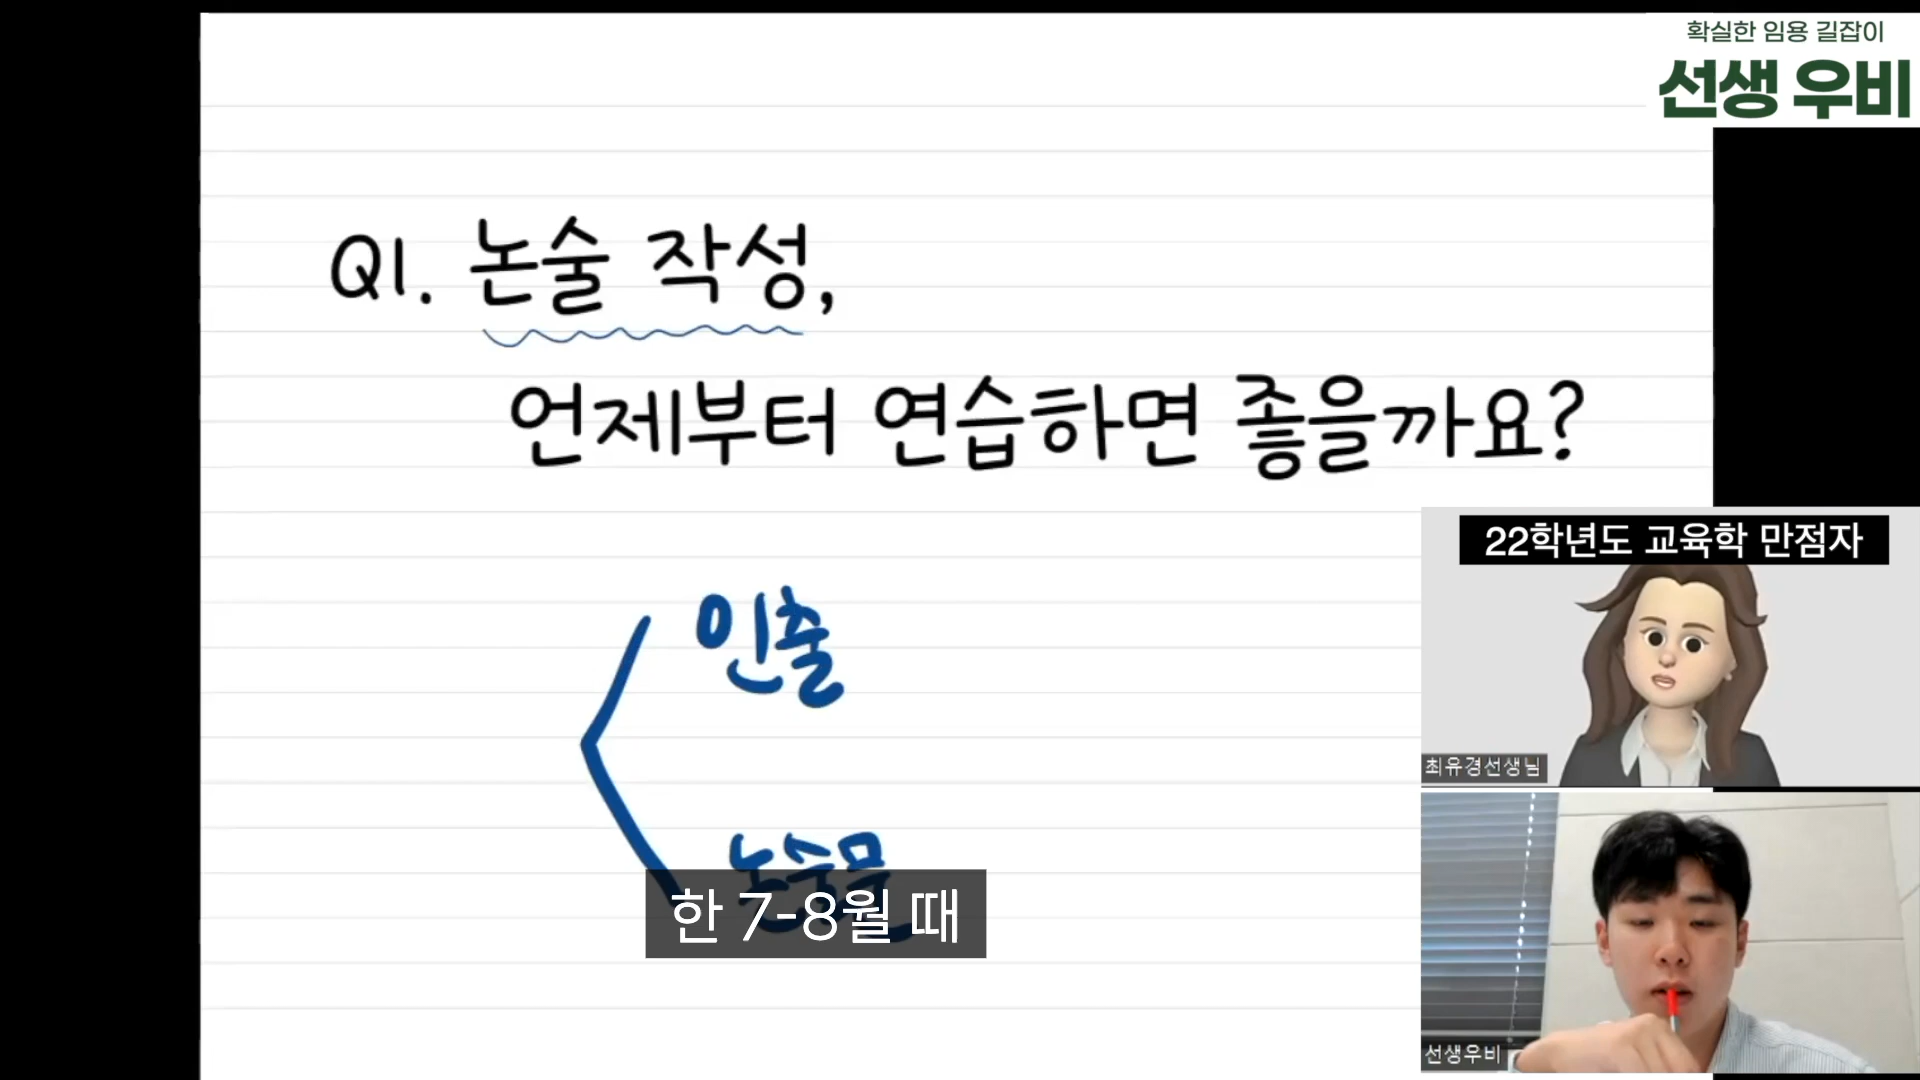 확실한 임용 길잡이
선생 우비
Q1. 논술 작성,
언제부터 연습하면 좋을까요?
22학년도 교육학 만점자
인출
최유경선생님
논술문
한 7-8월 때
선생우비